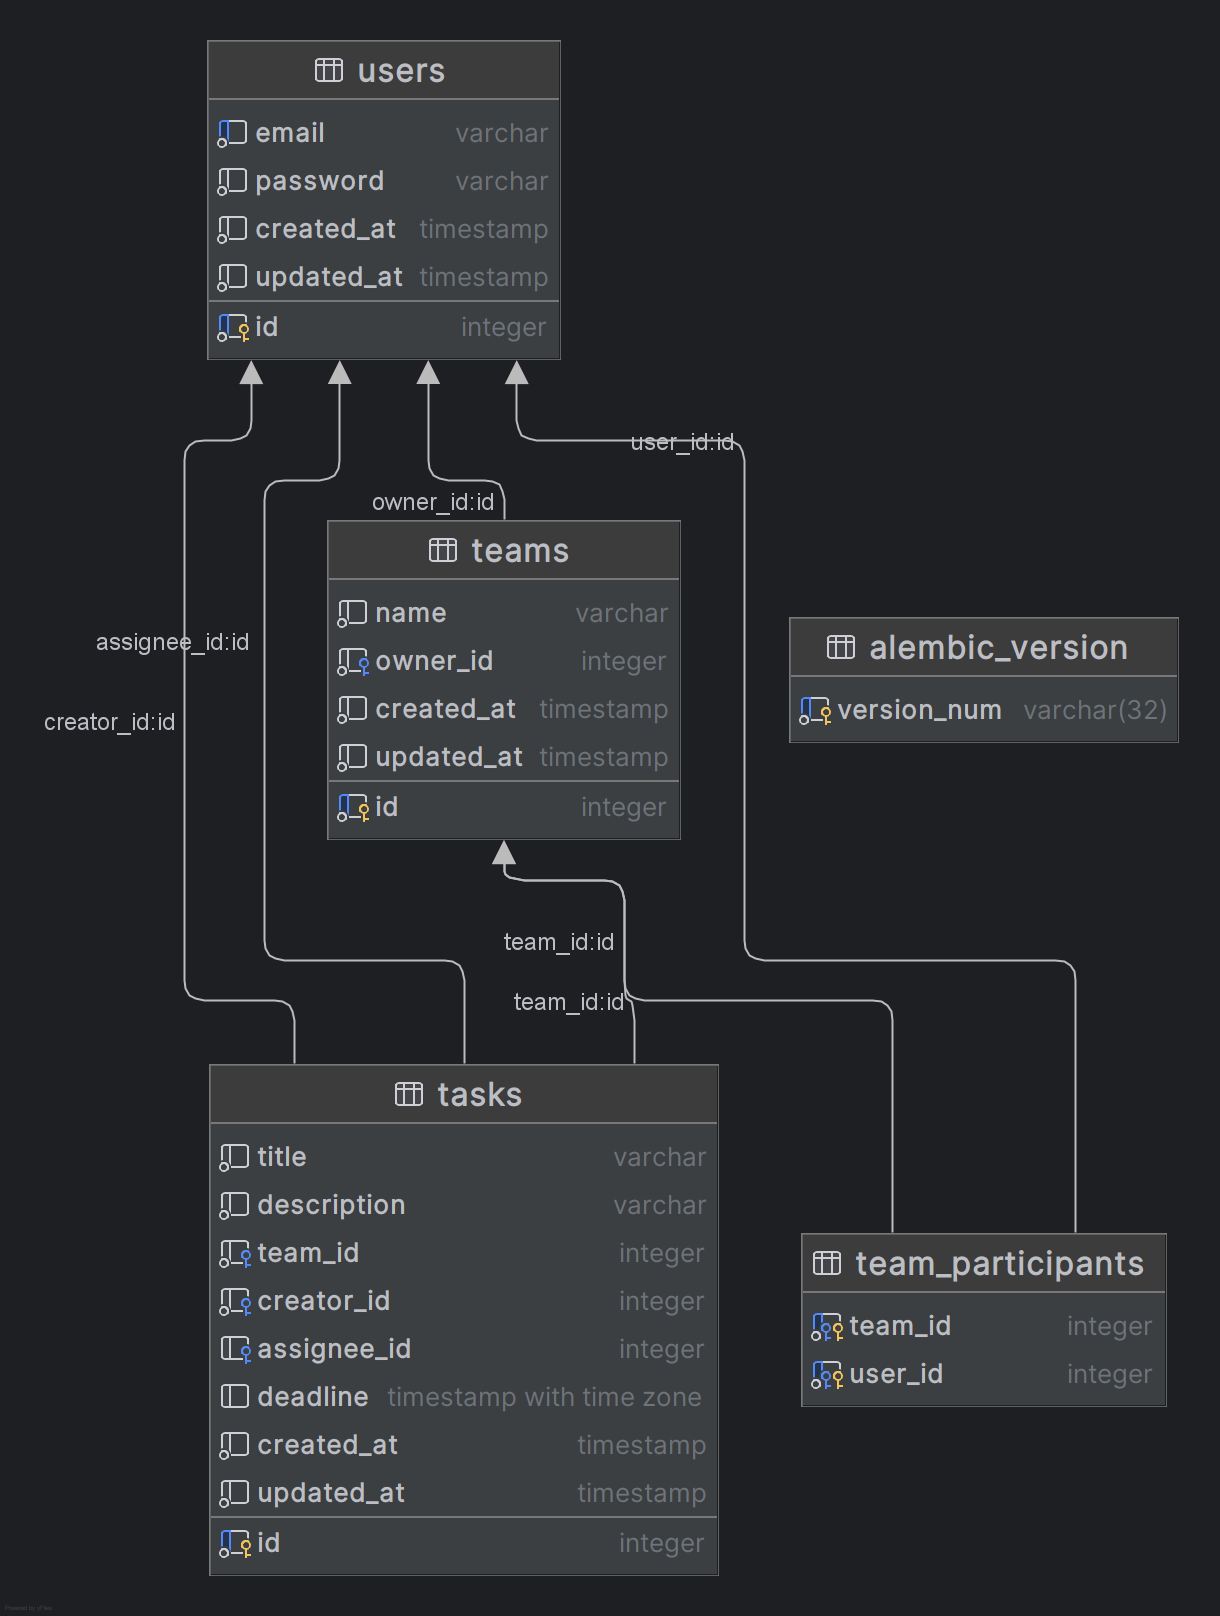 users
email varchar
password varchar
created_at timestamp
updated_at timestamp
id integer
user_id:id
owner_id:id
teams
name varchar
owner_id integer
created_at timestamp
updated_at timestamp
id integer
assignee_id:id
creator_id:id
alembic_version
version_num varchar(32)
team_id:id
team_id:id
tasks
title varchar
description varchar
team_id integer
creator_id integer
assignee_id integer
deadline timestamp with time zone
created_at timestamp
updated_at timestamp
id integer
team_participants
team_id integer
user_id integer
Powered by yFiles